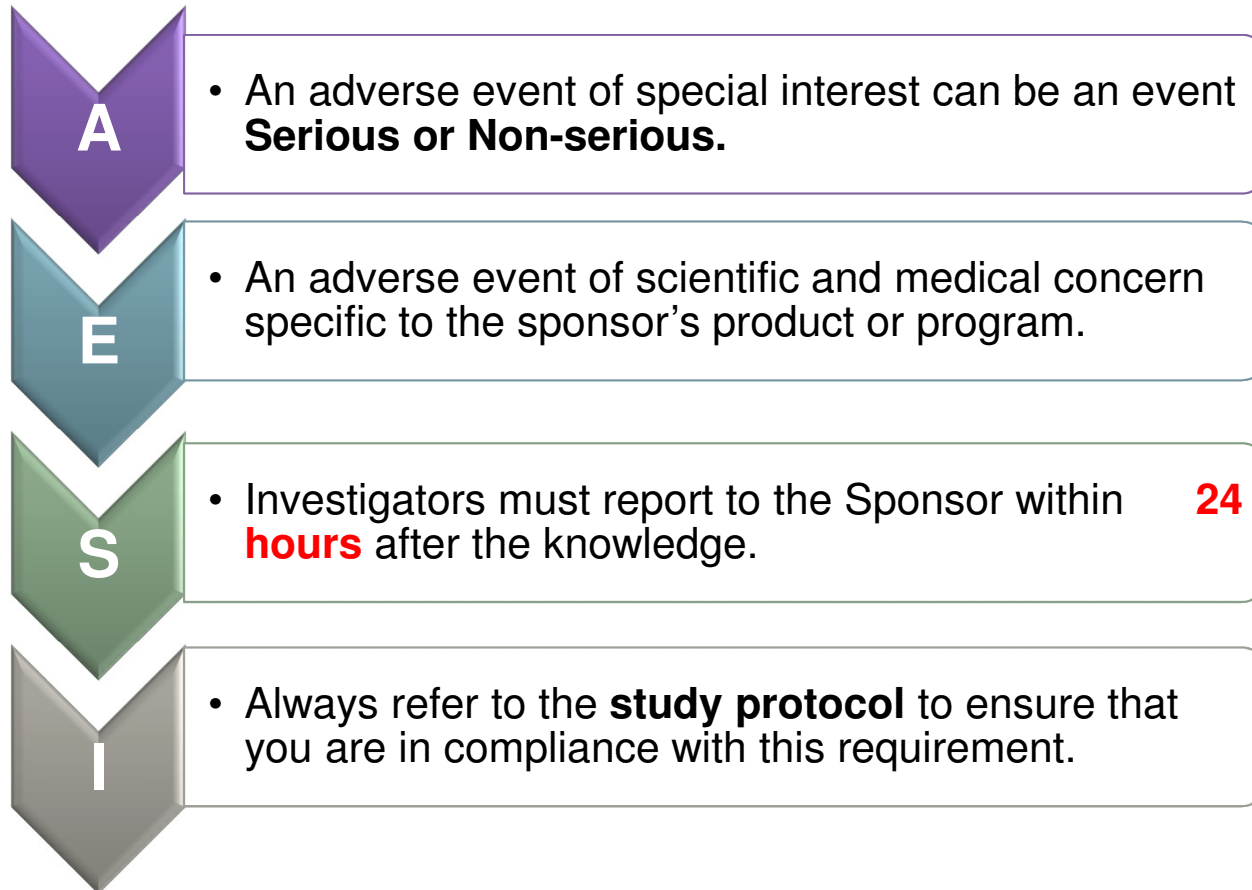 A
• An adverse event of special interest can be an event
Serious or Non-serious.
E
• An adverse event of scientific and medical concern
specific to the sponsor’s product or program.
S
• Investigators must report to the Sponsor within 24
hours after the knowledge.
I
• Always refer to the study protocol to ensure that
you are in compliance with this requirement.